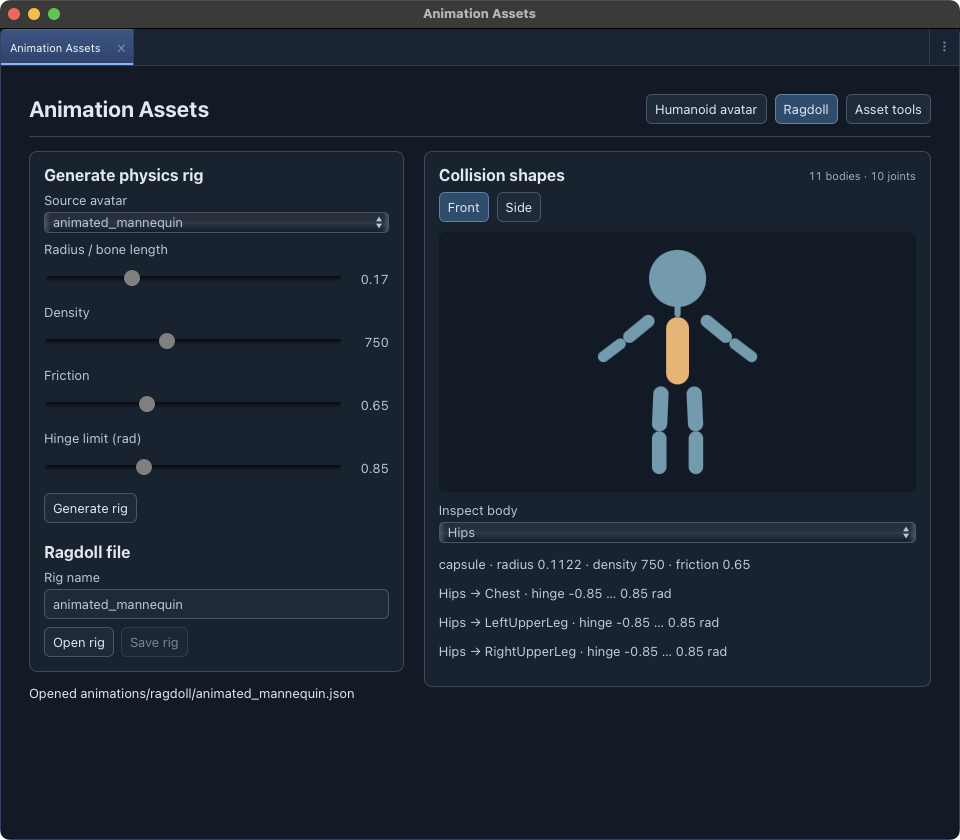 Animation Assets
Animation Assets ×
Animation Assets
Humanoid avatar Ragdoll Asset tools
Generate physics rig
Source avatar
animated_mannequin
Radius / bone length
0.17
Density
750
Friction
0.65
Hinge limit (rad)
0.85
Generate rig
Ragdoll file
Rig name
animated_mannequin
Open rig Save rig
Opened animations/ragdoll/animated_mannequin.json
Collision shapes
11 bodies · 10 joints
Front Side
Inspect body
Hips
capsule · radius 0.1122 · density 750 · friction 0.65
Hips → Chest · hinge -0.85 … 0.85 rad
Hips → LeftUpperLeg · hinge -0.85 … 0.85 rad
Hips → RightUpperLeg · hinge -0.85 … 0.85 rad